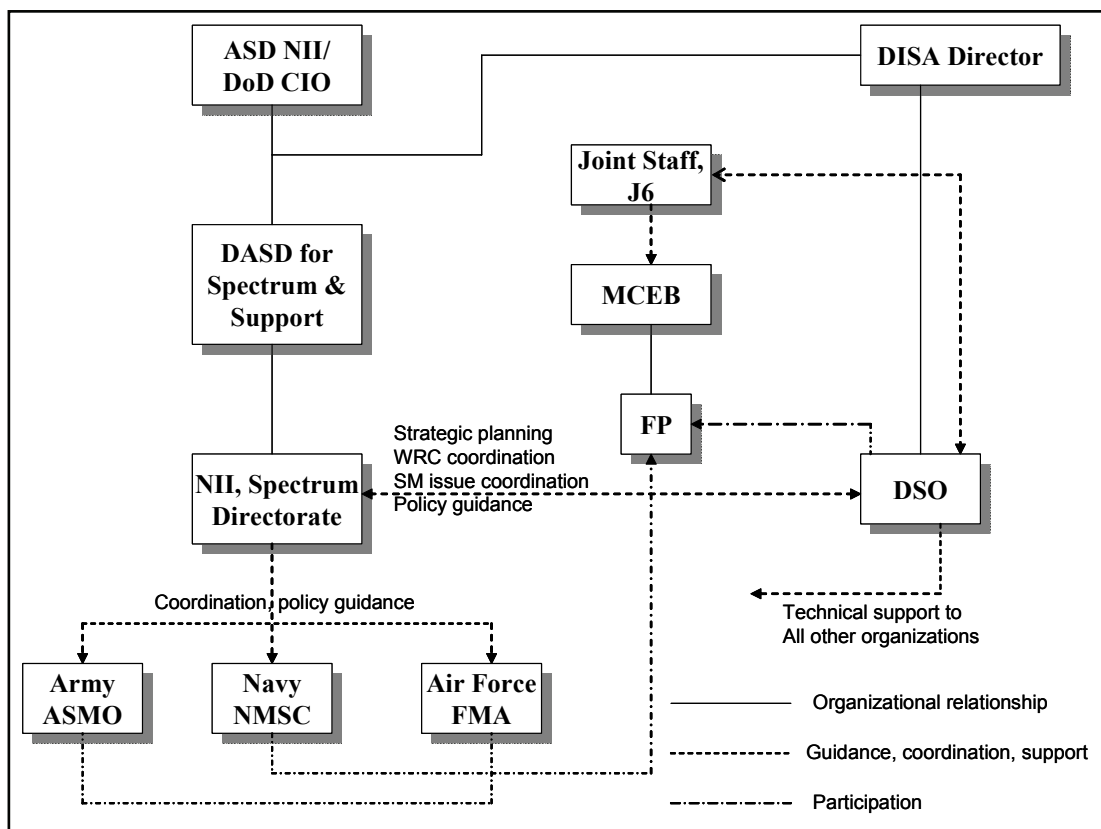 ASD NII/
DoD CIO
DISA Director
Joint Staff,
J6
DASD for
Spectrum &
Support
MCEB
FP
Strategic planning
WRC coordination
SM issue coordination
Policy guidance
NII, Spectrum
Directorate
DSO
Coordination, policy guidance
Technical support to
All other organizations
Army
ASMO
Navy
NMSC
Air Force
FMA
Organizational relationship
Guidance, coordination, support
Participation